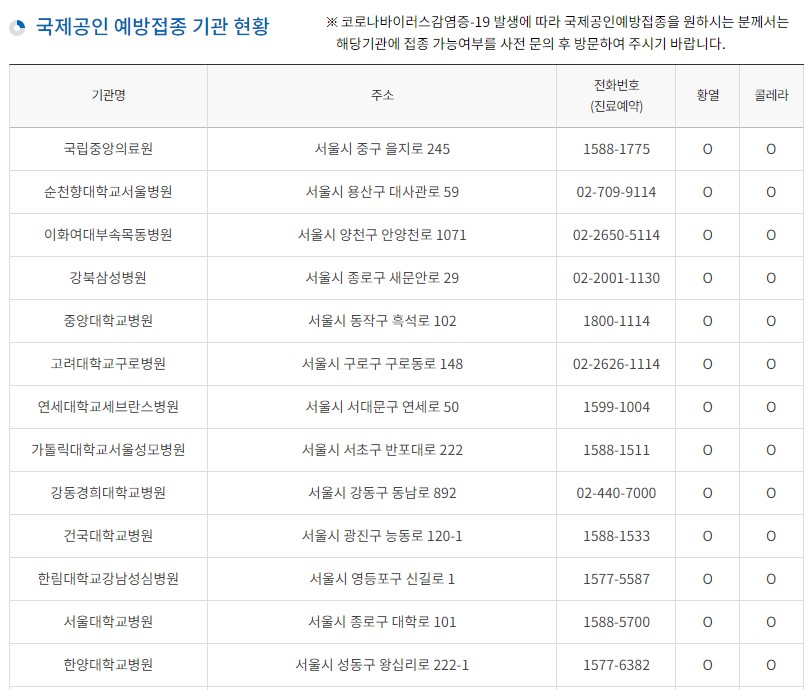 국제공인 예방접종 기관 현황
※ 코로나바이러스감염증-19 발생에 따라 국제공인예방접종을 원하시는 분께서는
해당기관에 접종 가능여부를 사전 문의 후 방문하여 주시기 바랍니다.
기관명 주소 전화번호 (진료예약) 황열 콜레라
국립중앙의료원 서울시 중구 을지로 245 1588-1775 O O
순천향대학교서울병원 서울시 용산구 대사관로 59 02-709-9114 O O
이화여대부속목동병원 서울시 양천구 안양천로 1071 02-2650-5114 O O
강북삼성병원 서울시 종로구 새문안로 29 02-2001-1130 O O
중앙대학교병원 서울시 동작구 흑석로 102 1800-1114 O O
고려대학교구로병원 서울시 구로구 구로동로 148 02-2626-1114 O O
연세대학교세브란스병원 서울시 서대문구 연세로 50 1599-1004 O O
가톨릭대학교서울성모병원 서울시 서초구 반포대로 222 1588-1511 O O
강동경희대학교병원 서울시 강동구 동남로 892 02-440-7000 O O
건국대학교병원 서울시 광진구 능동로 120-1 1588-1533 O O
한림대학교강남성심병원 서울시 영등포구 신길로 1 1577-5587 O O
서울대학교병원 서울시 종로구 대학로 101 1588-5700 O O
한양대학교병원 서울시 성동구 왕십리로 222-1 1577-6382 O O